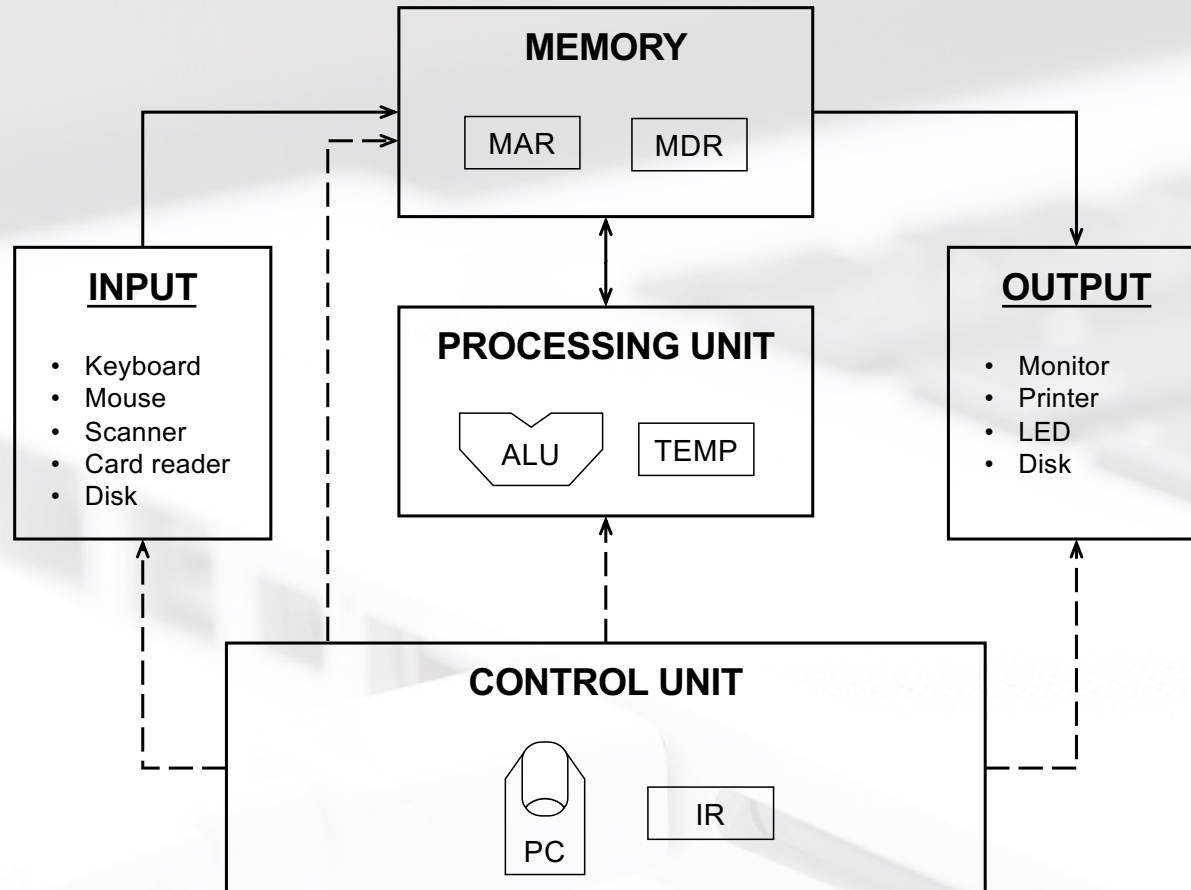 MEMORY
MAR
MDR
INPUT
• Keyboard
• Mouse
• Scanner
• Card reader
• Disk
PROCESSING UNIT
ALU
TEMP
OUTPUT
• Monitor
• Printer
• LED
• Disk
CONTROL UNIT
PC
IR